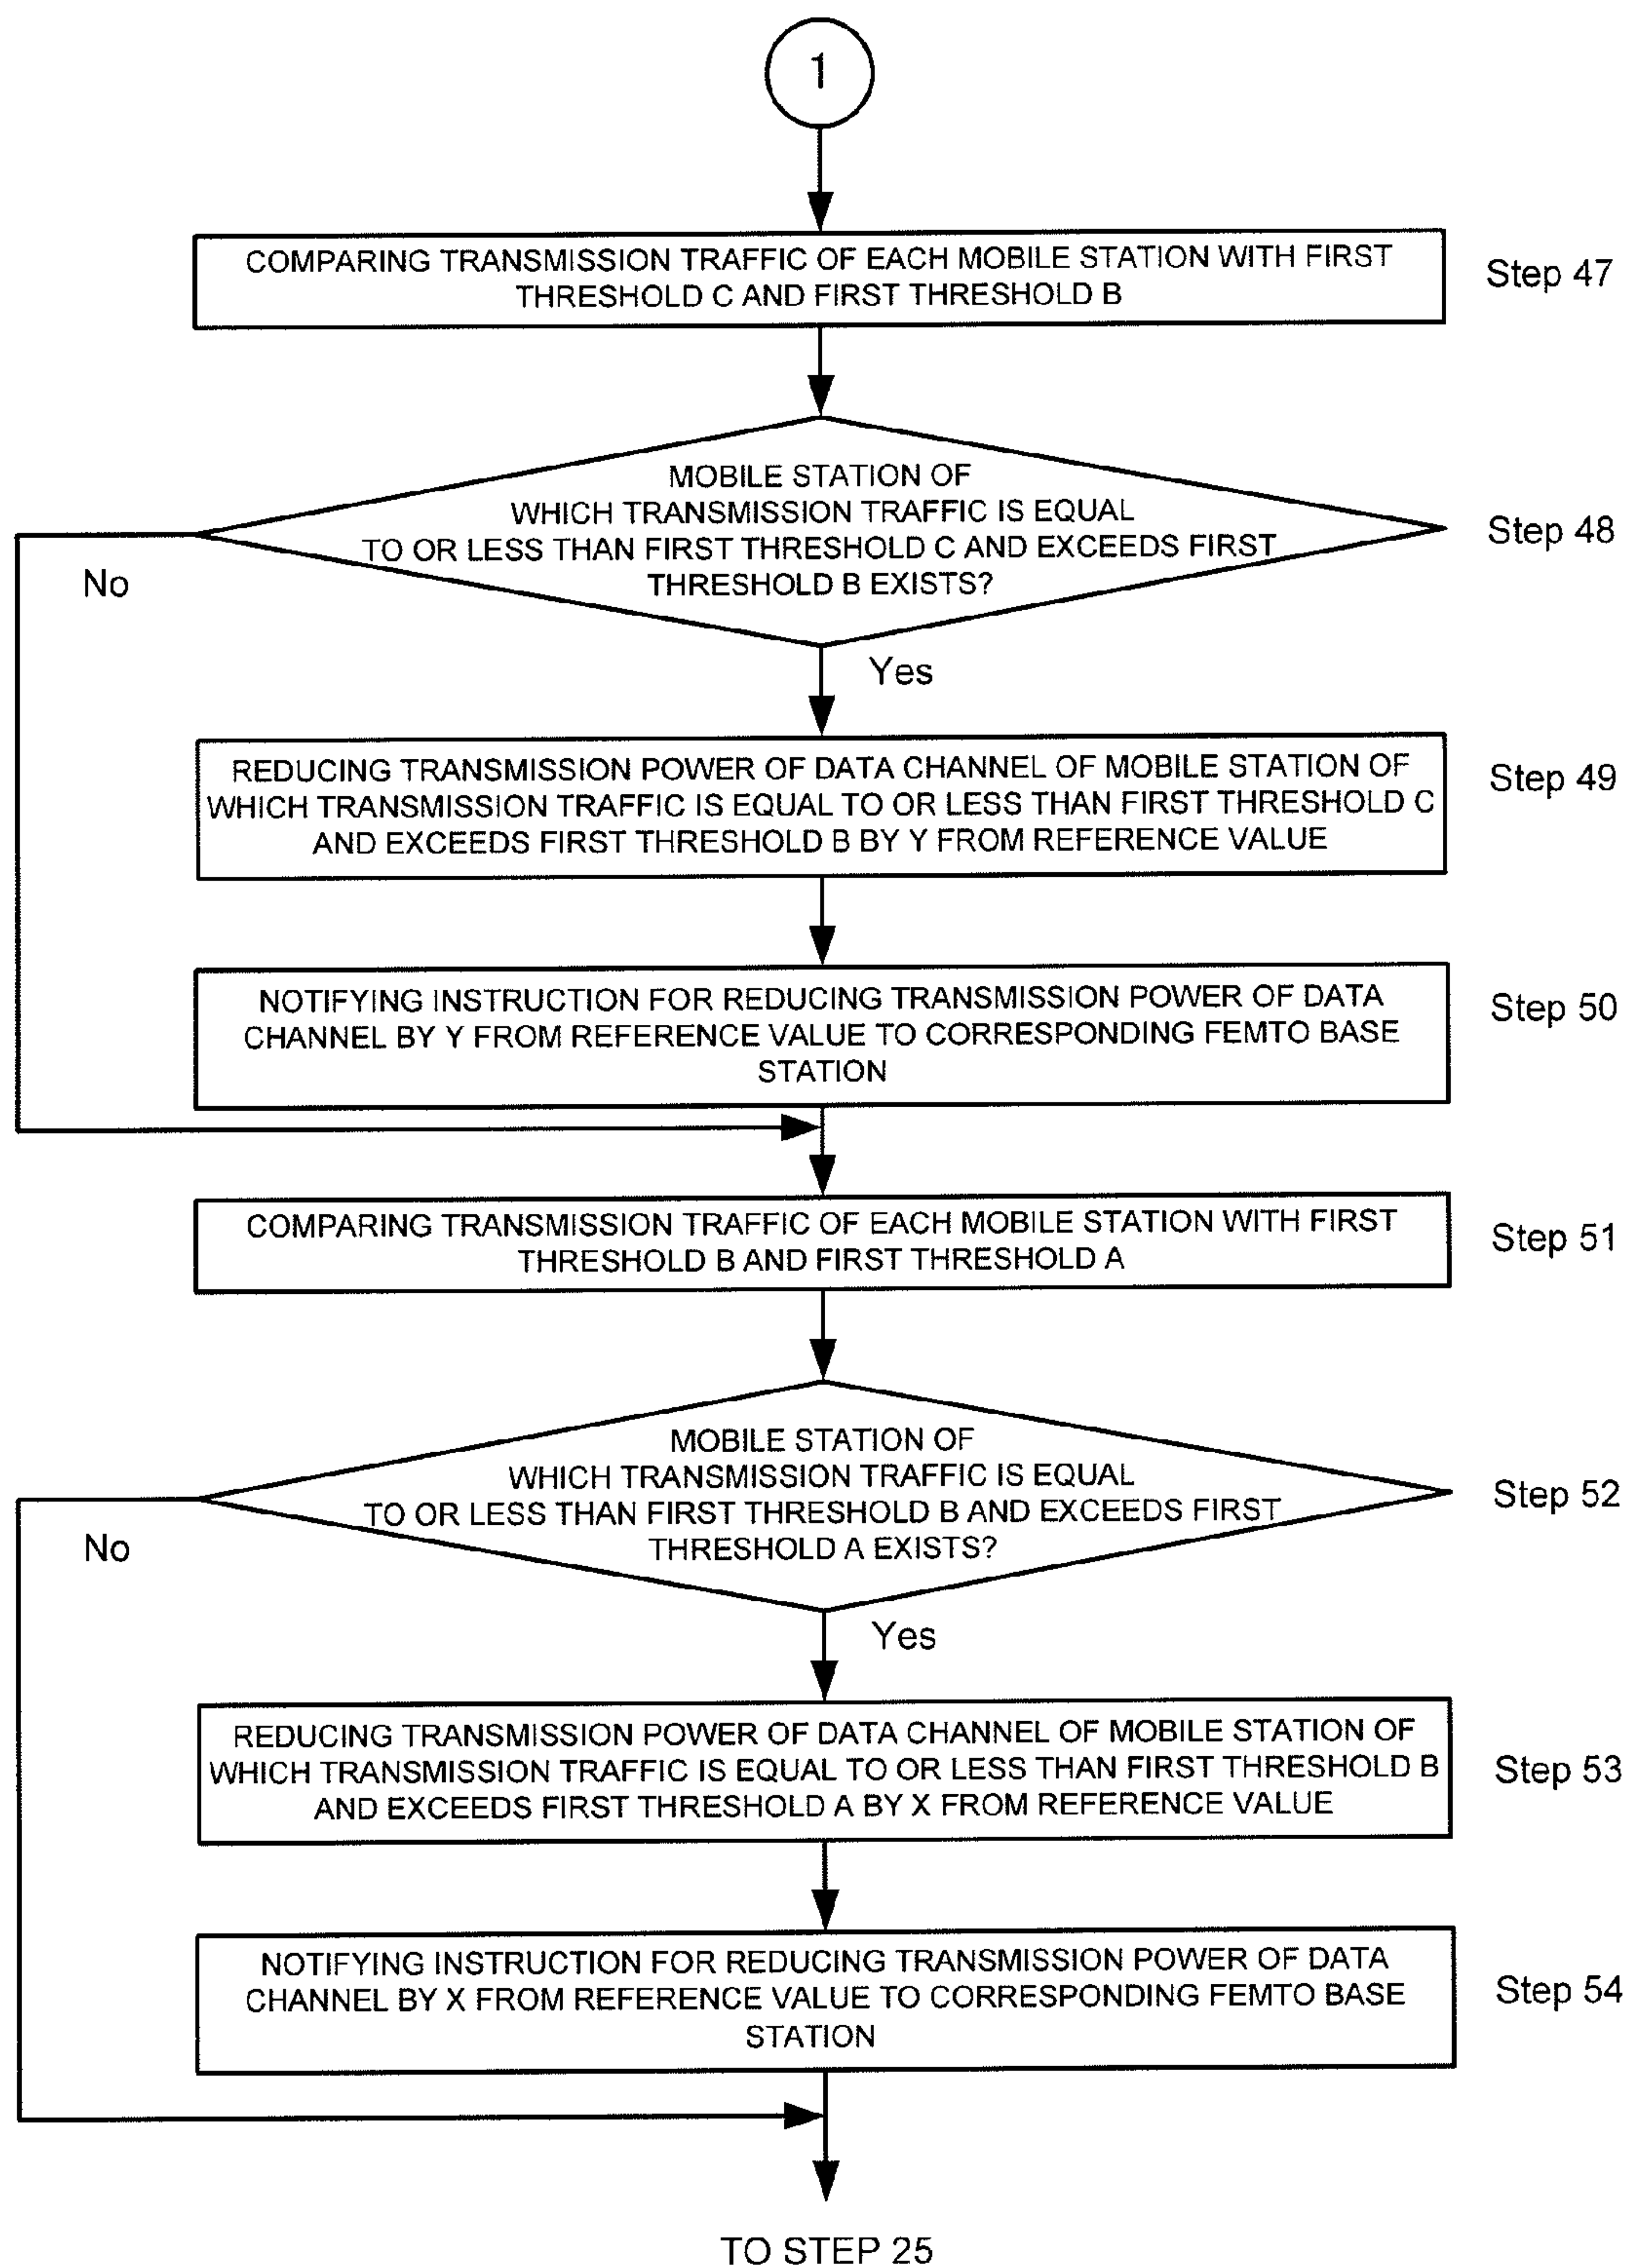 1
COMPARING TRANSMISSION TRAFFIC OF EACH MOBILE STATION WITH FIRST
THRESHOLD C AND FIRST THRESHOLD B
Step 47
MOBILE STATION OF
WHICH TRANSMISSION TRAFFIC IS EQUAL
TO OR LESS THAN FIRST THRESHOLD C AND EXCEEDS FIRST
THRESHOLD B EXISTS?
Step 48
No
Yes
REDUCING TRANSMISSION POWER OF DATA CHANNEL OF MOBILE STATION OF
WHICH TRANSMISSION TRAFFIC IS EQUAL TO OR LESS THAN FIRST THRESHOLD C
AND EXCEEDS FIRST THRESHOLD B BY Y FROM REFERENCE VALUE
Step 49
NOTIFYING INSTRUCTION FOR REDUCING TRANSMISSION POWER OF DATA
CHANNEL BY Y FROM REFERENCE VALUE TO CORRESPONDING FEMTO BASE
STATION
Step 50
COMPARING TRANSMISSION TRAFFIC OF EACH MOBILE STATION WITH FIRST
THRESHOLD B AND FIRST THRESHOLD A
Step 51
MOBILE STATION OF
WHICH TRANSMISSION TRAFFIC IS EQUAL
TO OR LESS THAN FIRST THRESHOLD B AND EXCEEDS FIRST
THRESHOLD A EXISTS?
Step 52
No
Yes
REDUCING TRANSMISSION POWER OF DATA CHANNEL OF MOBILE STATION OF
WHICH TRANSMISSION TRAFFIC IS EQUAL TO OR LESS THAN FIRST THRESHOLD B
AND EXCEEDS FIRST THRESHOLD A BY X FROM REFERENCE VALUE
Step 53
NOTIFYING INSTRUCTION FOR REDUCING TRANSMISSION POWER OF DATA
CHANNEL BY X FROM REFERENCE VALUE TO CORRESPONDING FEMTO BASE
STATION
Step 54
TO STEP 25